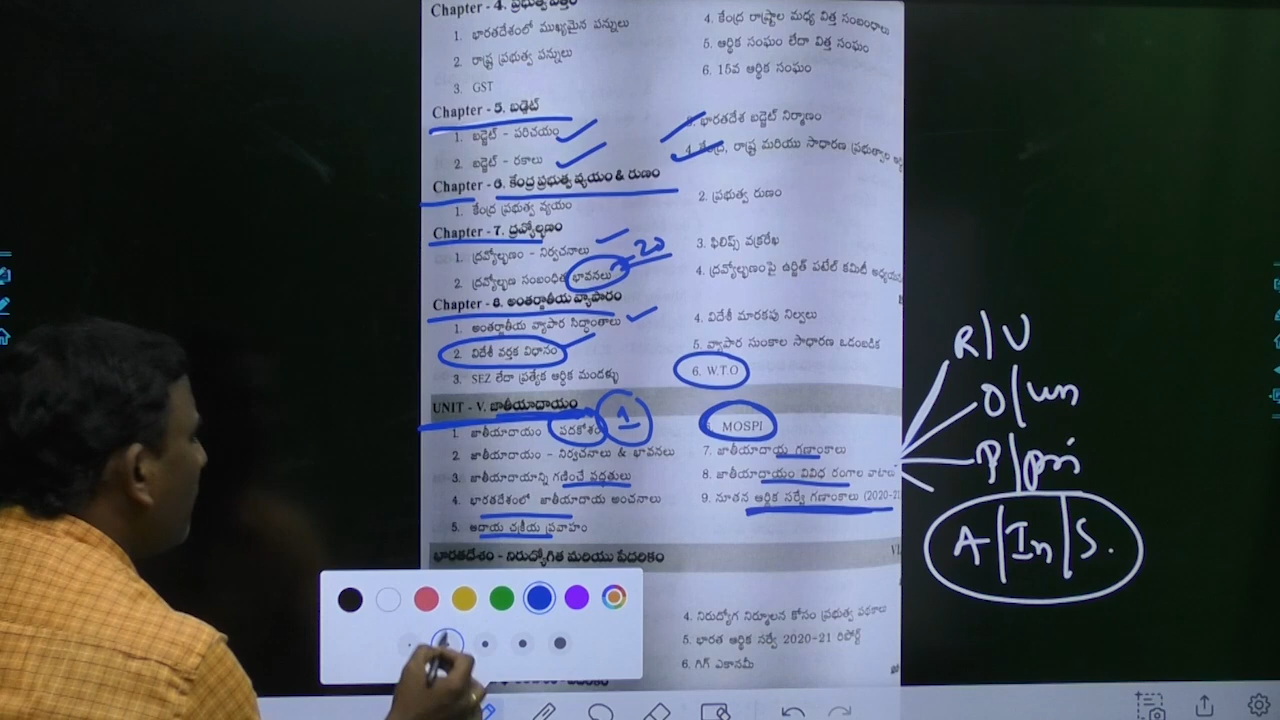 Chapter - 4. ప్రభుత్వ విత్తం
1. భారతదేశంలో ముఖ్యమైన పన్నులు
2. రాష్ట్ర ప్రభుత్వ పన్నులు
3. GST
4. కేంద్ర రాష్ట్రాల మధ్య విత్త సంబంధాలు
5. ఆర్థిక సంఘం లేదా విత్త సంఘం
6. 15వ ఆర్థిక సంఘం
Chapter - 5. బడ్జెట్
1. బడ్జెట్ - పరిచయం
2. బడ్జెట్ - రకాలు
3. భారతదేశ బడ్జెట్ నిర్మాణం
4. కేంద్ర, రాష్ట్ర మరియు సాధారణ ప్రభుత్వాల
Chapter - 6. కేంద్ర ప్రభుత్వ వ్యయం & రుణం
1. కేంద్ర ప్రభుత్వ వ్యయం
2. ప్రభుత్వ రుణం
Chapter - 7. ద్రవ్యోల్బణం
1. ద్రవ్యోల్బణం - నిర్వచనాలు
2. ద్రవ్యోల్బణ సంబంధిత భావనలు
20
3. ఫిలిప్స్ వక్రరేఖ
4. ద్రవ్యోల్బణంపై ఉర్జిత్ పటేల్ కమిటీ
Chapter - 8. అంతర్జాతీయ వ్యాపారం
1. అంతర్జాతీయ వ్యాపార సిద్ధాంతాలు
2. విదేశీ వర్తక విధానం
3. SEZ లేదా ప్రత్యేక ఆర్థిక మండళ్ళు
4. విదేశీ మారకపు నిల్వలు
5. వ్యాపార సుంకాల సాధారణ ఒడంబడిక
6. W.T.O
UNIT - V. జాతీయాదాయం
1
1. జాతీయాదాయం పదకోశం
2. జాతీయాదాయం - నిర్వచనాలు & భావనలు
3. జాతీయాదాయాన్ని గణించే పద్ధతులు
4. భారతదేశంలో జాతీయాదాయ అంచనాలు
5. ఆదాయ చక్రీయ ప్రవాహం
MOSPI
7. జాతీయాదాయ గణాంకాలు
8. జాతీయాదాయం వివిధ రంగాల వాటాలు
9. నూతన ఆర్థిక సర్వే గణాంకాలు (2020-21
భారతదేశం - నిరుద్యోగిత మరియు పేదరికం
4. నిరుద్యోగ నిర్మూలన కోసం ప్రభుత్వ పథకాలు
5. భారత ఆర్థిక సర్వే 2020-21 రిపోర్ట్
6. గిగ్ ఎకానమీ
R/U
O/un
P/pri
A/In/S.